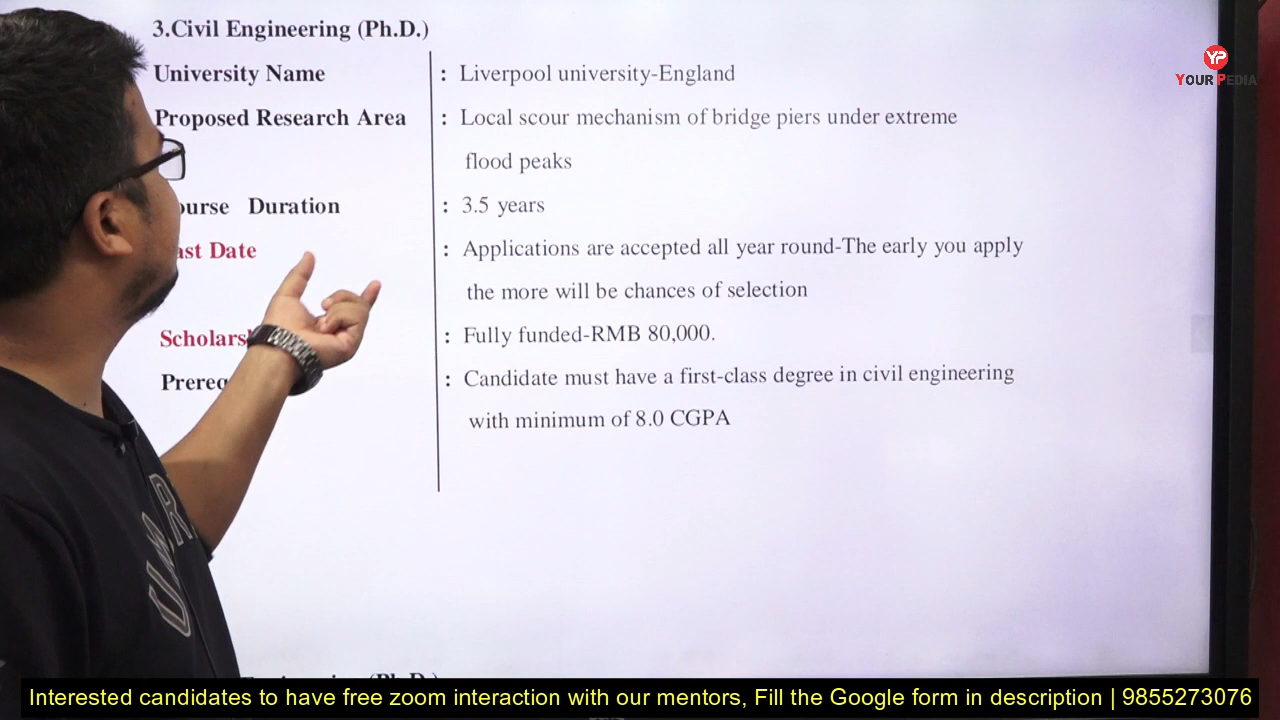 3.Civil Engineering (Ph.D.)
University Name : Liverpool university-England
Proposed Research Area : Local scour mechanism of bridge piers under extreme
flood peaks
ourse Duration : 3.5 years
ast Date : Applications are accepted all year round-The early you apply
the more will be chances of selection
Scholars : Fully funded-RMB 80,000.
Prereq : Candidate must have a first-class degree in civil engineering
with minimum of 8.0 CGPA
YP
YOUR PEDIA
Interested candidates to have free zoom interaction with our mentors, Fill the Google form in description | 9855273076